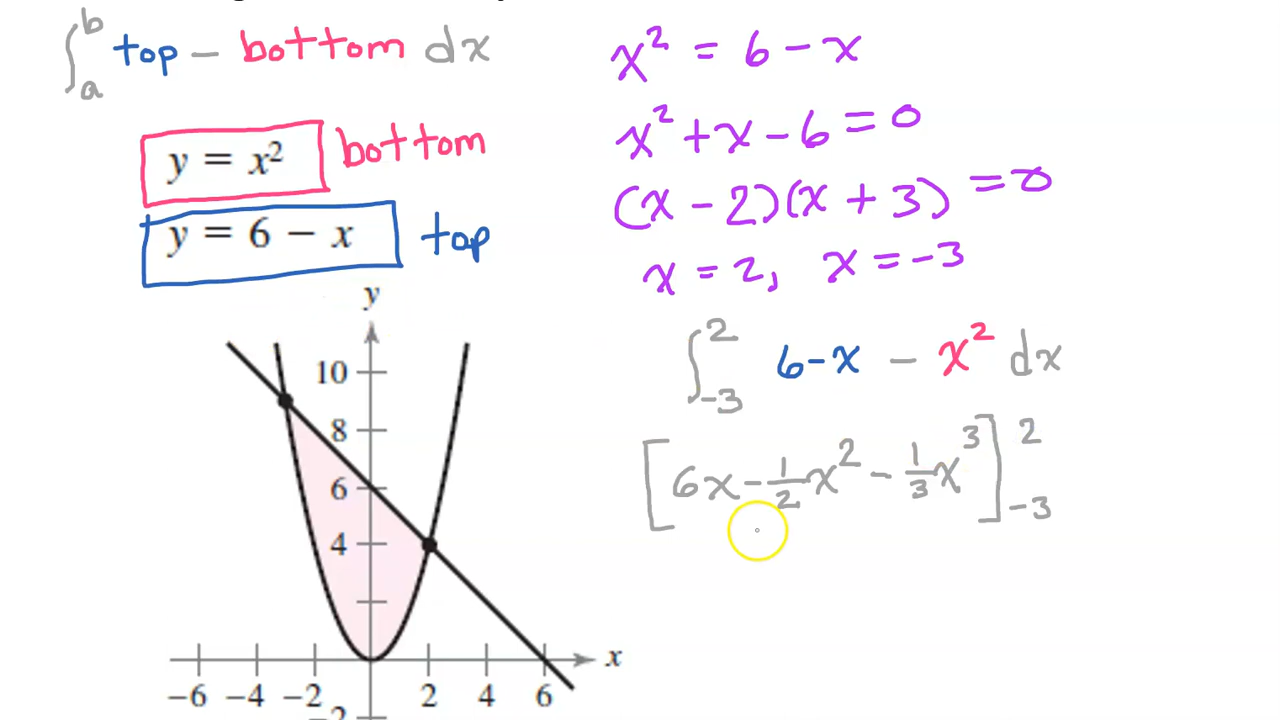 ∫_a^b top − bottom dx
y = x² bottom
y = 6 − x top
x² = 6 − x
x² + x − 6 = 0
(x − 2)(x + 3) = 0
x = 2, x = −3
∫_{−3}^{2} 6−x − x² dx
[6x − ½x² − ⅓x³]_{−3}^{2}
y
10
8
6
4
x
−6 −4 −2 2 4 6
−2